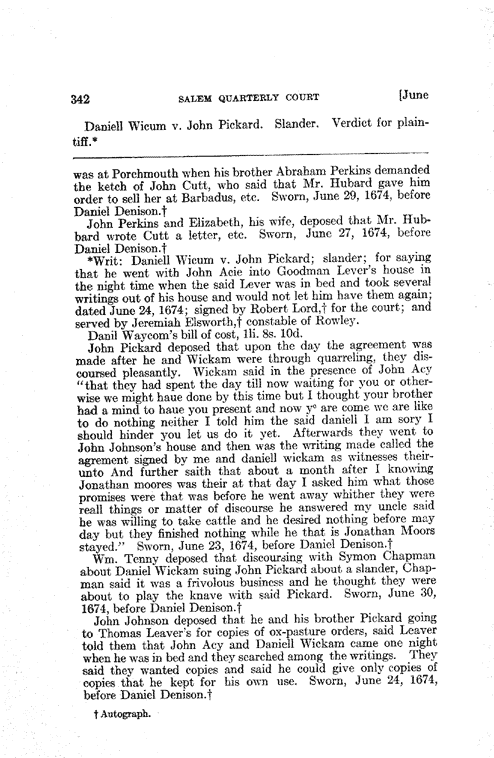 342 SALEM QUARTERLY COURT [June
Daniell Wicum v. John Pickard. Slander. Verdict for plain-
tiff.*
was at Porchmouth when his brother Abraham Perkins demanded
the ketch of John Cutt, who said that Mr. Hubard gave him
order to sell her at Barbadus, etc. Sworn, June 29, 1674, before
Daniel Denison.†
John Perkins and Elizabeth, his wife, deposed that Mr. Hub-
bard wrote Cutt a letter, etc. Sworn, June 27, 1674, before
Daniel Denison.†
*Writ: Daniell Wicum v. John Pickard; slander; for saying
that he went with John Acie into Goodman Lever's house in
the night time when the said Lever was in bed and took several
writings out of his house and would not let him have them again;
dated June 24, 1674; signed by Robert Lord,† for the court; and
served by Jeremiah Elsworth,† constable of Rowley.
Danil Waycom's bill of cost, 1li. 8s. 10d.
John Pickard deposed that upon the day the agreement was
made after he and Wickam were through quarreling, they dis-
coursed pleasantly. Wickam said in the presence of John Acy
"that they had spent the day till now waiting for you or other-
wise we might haue done by this time but I thought your brother
had a mind to haue you present and now yᵉ are come we are like
to do nothing neither I told him the said daniell I am sory I
should hinder you let us do it yet. Afterwards they went to
John Johnson's house and then was the writing made called the
agrement signed by me and daniell wickam as witnesses their-
unto And further saith that about a month after I knowing
Jonathan moores was their at that day I asked him what those
promises were that was before he went away whither they were
reall things or matter of discourse he answered my uncle said
he was willing to take cattle and he desired nothing before may
day but they finished nothing while he that is Jonathan Moors
stayed." Sworn, June 23, 1674, before Daniel Denison.†
Wm. Tenny deposed that discoursing with Symon Chapman
about Daniel Wickam suing John Pickard about a slander, Chap-
man said it was a frivolous business and he thought they were
about to play the knave with said Pickard. Sworn, June 30,
1674, before Daniel Denison.†
John Johnson deposed that he and his brother Pickard going
to Thomas Leaver's for copies of ox-pasture orders, said Leaver
told them that John Acy and Daniell Wickam came one night
when he was in bed and they searched among the writings. They
said they wanted copies and said he could give only copies of
copies that he kept for his own use. Sworn, June 24, 1674,
before Daniel Denison.†
† Autograph.